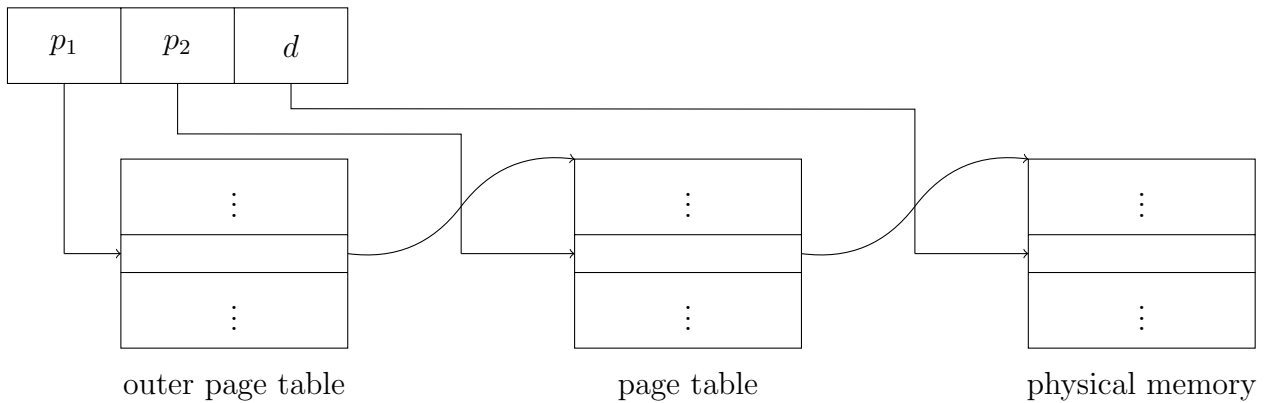 p₁ p₂ d
⋮ ⋮ ⋮
⋮ ⋮ ⋮
outer page table page table physical memory